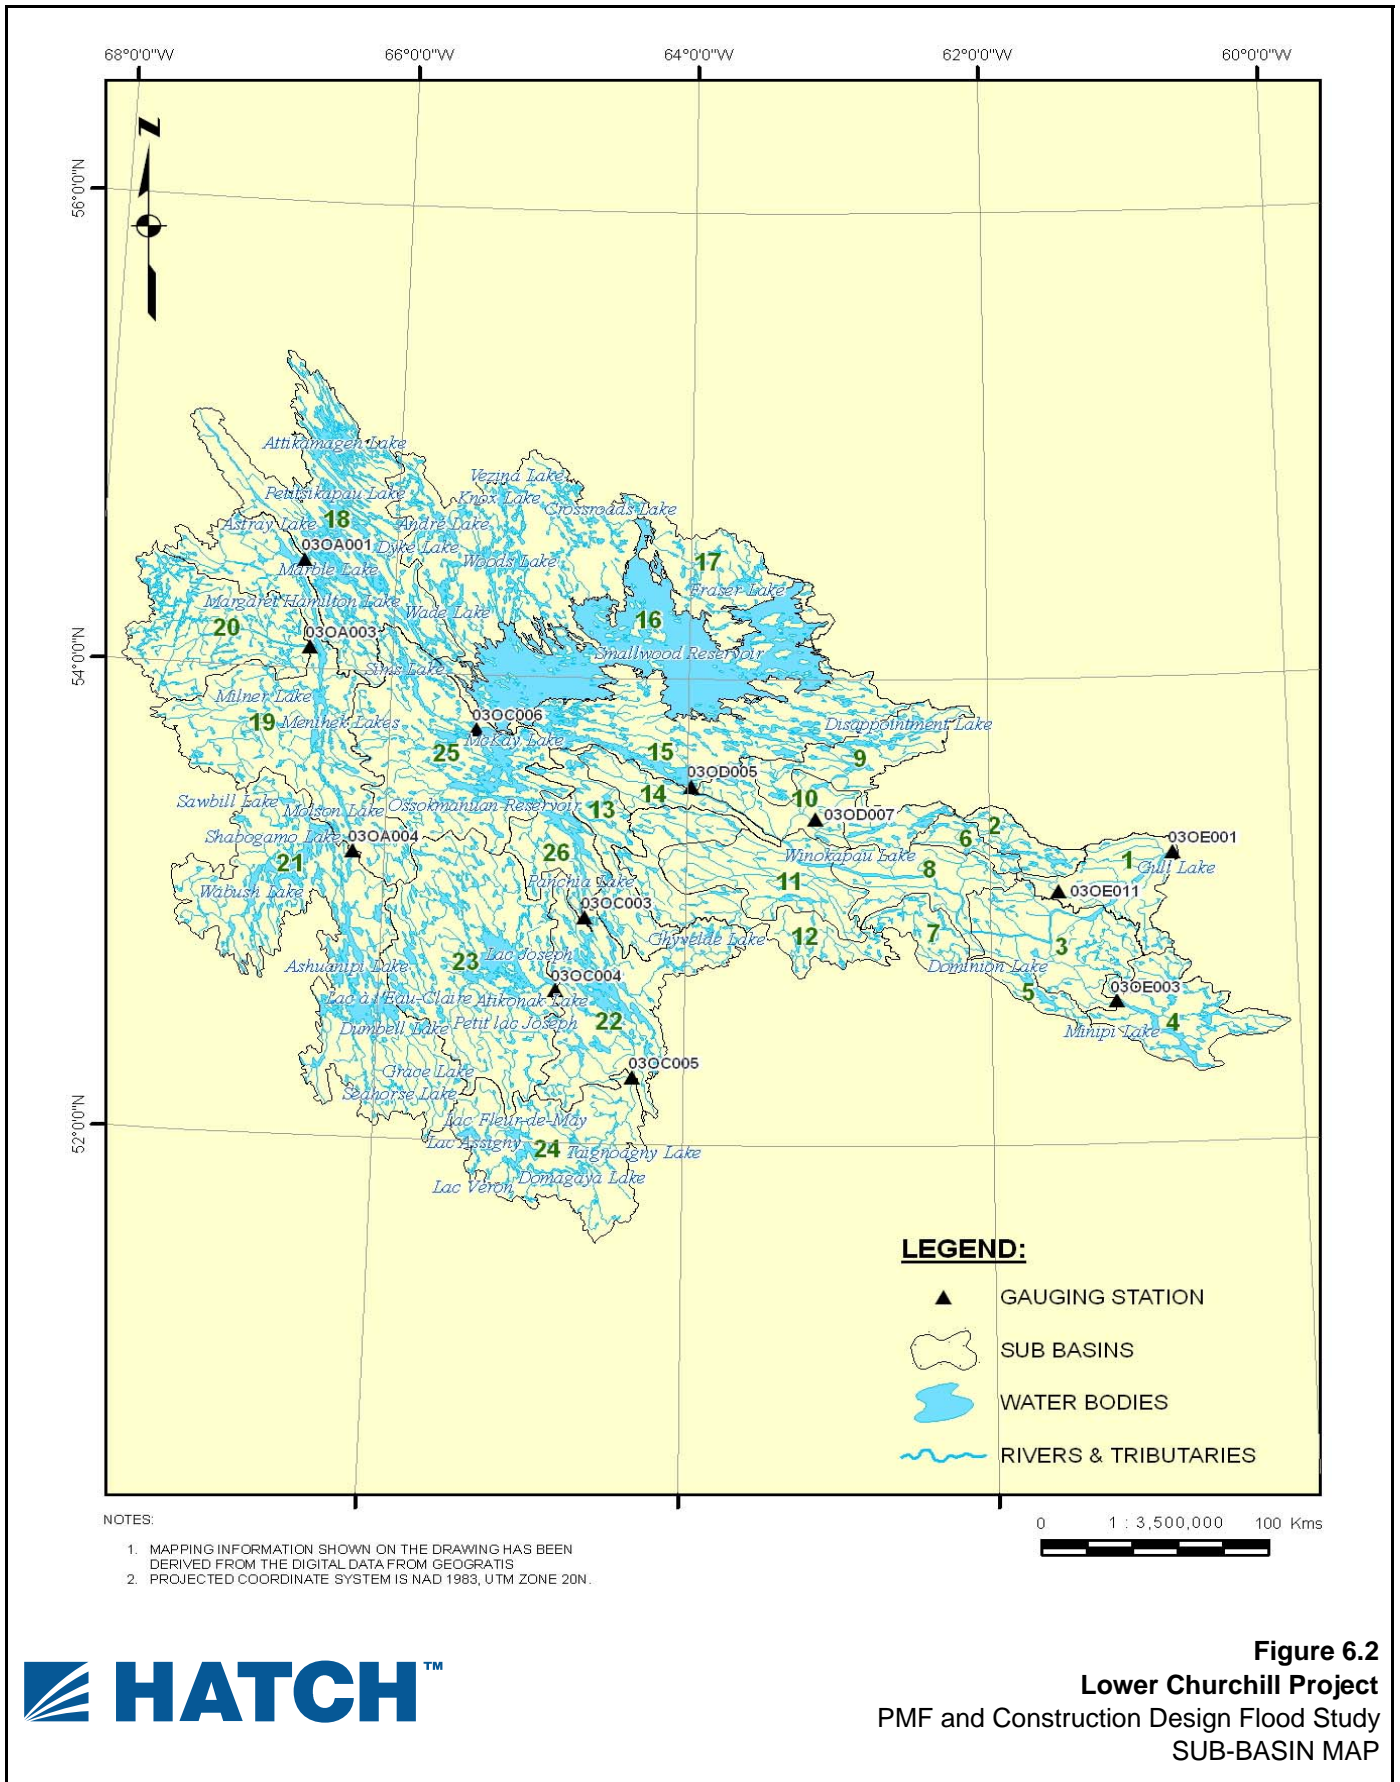 68°0'0"W
66°0'0"W
64°0'0"W
62°0'0"W
60°0'0"W
56°0'0"N
54°0'0"N
52°0'0"N
N
Attikamagen Lake
Vezina Lake
Petitsikapau Lake
Knox Lake
Crossroads Lake
18
Astray Lake
André Lake
03OA001
Dyke Lake
Marble Lake
Woods Lake
17
Fraser Lake
Margaret Hamilton Lake
Wade Lake
16
20
03OA003
Smallwood Reservoir
Sims Lake
Milner Lake
19
Menihek Lakes
03OC006
Disappointment Lake
McKay Lake
25
15
9
03OD005
14
10
Sawbill Lake
Molson Lake
Ossokmanuan Reservoir
13
03OD007
2
Shabogamo Lake
03OA004
6
03OE001
21
26
Winokapau Lake
8
1
Gull Lake
Wabush Lake
Panchia Lake
11
03OE011
03OC003
7
12
Ghyvelde Lake
3
23
Lac Joseph
Ashuanipi Lake
Dominion Lake
03OC004
5
03OE003
Lac à l'Eau-Claire
Atikonak Lake
Dumbell Lake
Petit lac Joseph
22
4
Minipi Lake
03OC005
Grace Lake
Seahorse Lake
Lac Fleur-de-May
Lac Assigny
24
Taignoagny Lake
Domagaya Lake
Lac Veron
LEGEND:
GAUGING STATION
SUB BASINS
WATER BODIES
RIVERS & TRIBUTARIES
NOTES:
1. MAPPING INFORMATION SHOWN ON THE DRAWING HAS BEEN
DERIVED FROM THE DIGITAL DATA FROM GEOGRATIS
2. PROJECTED COORDINATE SYSTEM IS NAD 1983, UTM ZONE 20N.
0 1 : 3,500,000 100 Kms
HATCH™
Figure 6.2
Lower Churchill Project
PMF and Construction Design Flood Study
SUB-BASIN MAP